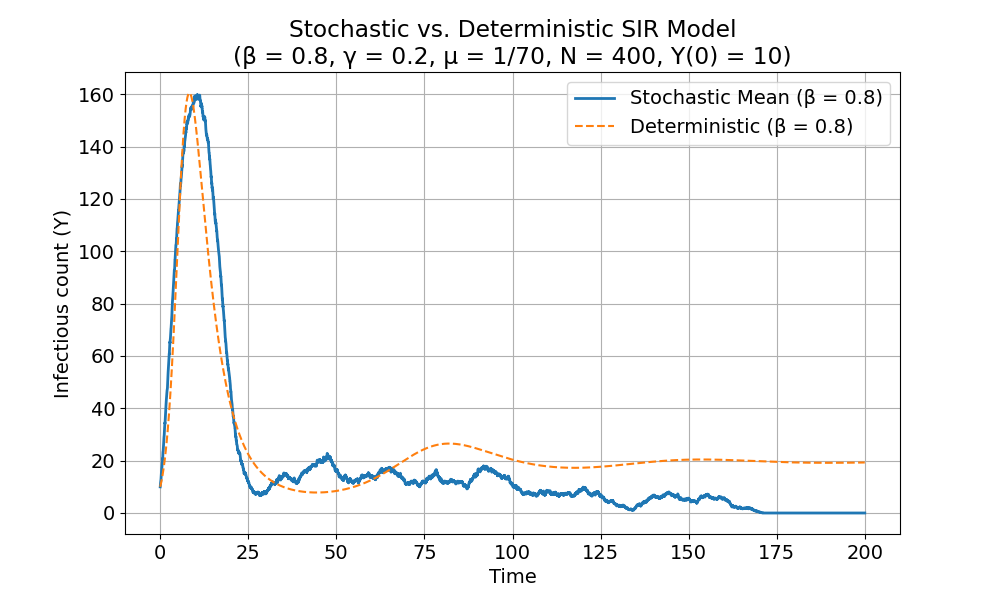 Stochastic vs. Deterministic SIR Model
(β = 0.8, γ = 0.2, μ = 1/70, N = 400, Y(0) = 10)
Stochastic Mean (β = 0.8)
Deterministic (β = 0.8)
Infectious count (Y)
160
140
120
100
80
60
40
20
0
0 25 50 75 100 125 150 175 200
Time